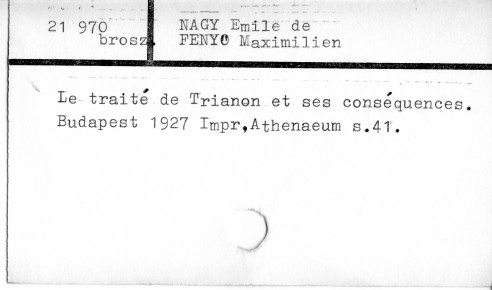 21 970 NAGY Emile de
brosz. FENYO Maximilien
Le traité de Trianon et ses conséquences.
Budapest 1927 Impr,Athenaeum s.41.